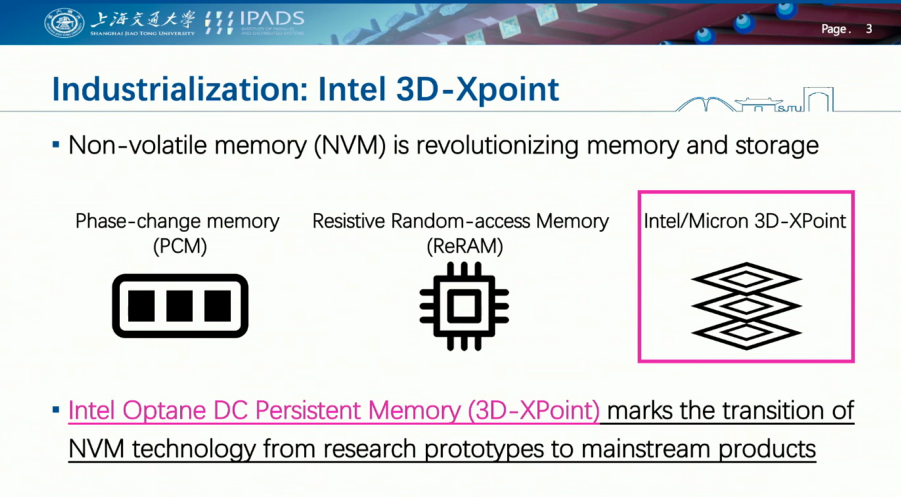 上海交通大学
SHANGHAI JIAO TONG UNIVERSITY
IPADS
Page. 3
Industrialization: Intel 3D-Xpoint
SJTU
▪ Non-volatile memory (NVM) is revolutionizing memory and storage
Phase-change memory
(PCM)
Resistive Random-access Memory
(ReRAM)
Intel/Micron 3D-XPoint
▪ Intel Optane DC Persistent Memory (3D-XPoint) marks the transition of
NVM technology from research prototypes to mainstream products